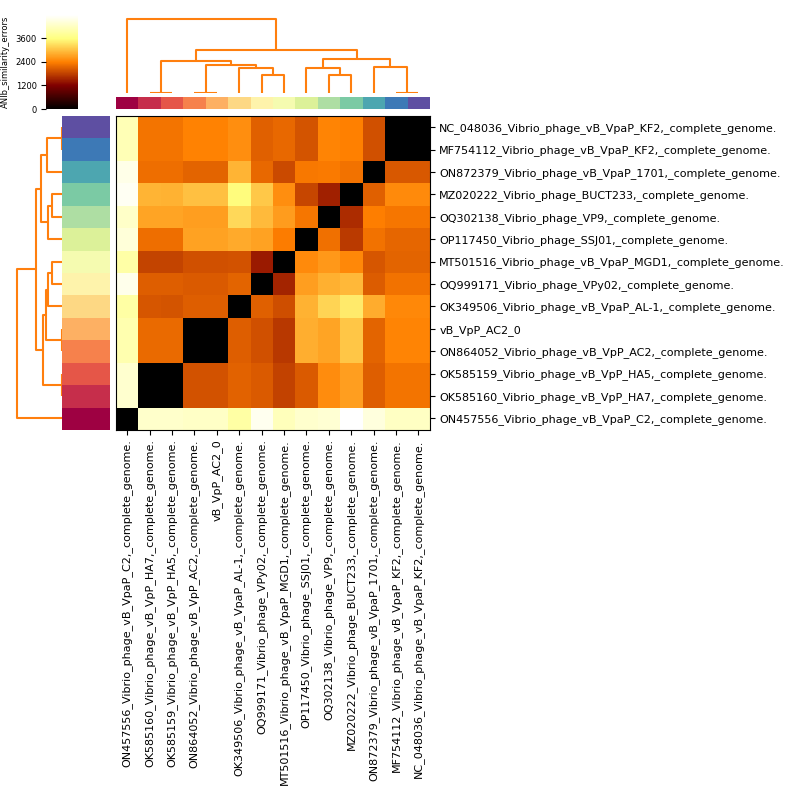 ANIb_similarity_errors
3600
2400
1200
0
NC_048036_Vibrio_phage_vB_VpaP_KF2,_complete_genome.
MF754112_Vibrio_phage_vB_VpaP_KF2,_complete_genome.
ON872379_Vibrio_phage_vB_VpaP_1701,_complete_genome.
MZ020222_Vibrio_phage_BUCT233,_complete_genome.
OQ302138_Vibrio_phage_VP9,_complete_genome.
OP117450_Vibrio_phage_SSJ01,_complete_genome.
MT501516_Vibrio_phage_vB_VpaP_MGD1,_complete_genome.
OQ999171_Vibrio_phage_VPy02,_complete_genome.
OK349506_Vibrio_phage_vB_VpaP_AL-1,_complete_genome.
vB_VpP_AC2_0
ON864052_Vibrio_phage_vB_VpP_AC2,_complete_genome.
OK585159_Vibrio_phage_vB_VpP_HA5,_complete_genome.
OK585160_Vibrio_phage_vB_VpP_HA7,_complete_genome.
ON457556_Vibrio_phage_vB_VpaP_C2,_complete_genome.
ON457556_Vibrio_phage_vB_VpaP_C2,_complete_genome.
OK585160_Vibrio_phage_vB_VpP_HA7,_complete_genome.
OK585159_Vibrio_phage_vB_VpP_HA5,_complete_genome.
ON864052_Vibrio_phage_vB_VpP_AC2,_complete_genome.
vB_VpP_AC2_0
OK349506_Vibrio_phage_vB_VpaP_AL-1,_complete_genome.
OQ999171_Vibrio_phage_VPy02,_complete_genome.
MT501516_Vibrio_phage_vB_VpaP_MGD1,_complete_genome.
OP117450_Vibrio_phage_SSJ01,_complete_genome.
OQ302138_Vibrio_phage_VP9,_complete_genome.
MZ020222_Vibrio_phage_BUCT233,_complete_genome.
ON872379_Vibrio_phage_vB_VpaP_1701,_complete_genome.
MF754112_Vibrio_phage_vB_VpaP_KF2,_complete_genome.
NC_048036_Vibrio_phage_vB_VpaP_KF2,_complete_genome.